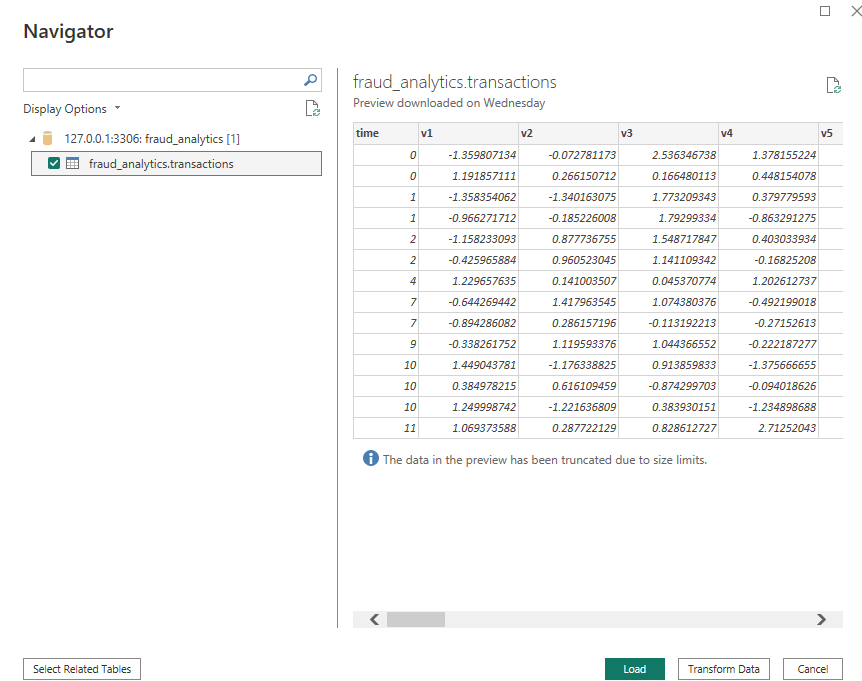 Navigator
Display Options
127.0.0.1:3306: fraud_analytics [1]
fraud_analytics.transactions
fraud_analytics.transactions
Preview downloaded on Wednesday
time v1 v2 v3 v4 v5
0 -1.359807134 -0.072781173 2.536346738 1.378155224
0 1.191857111 0.266150712 0.166480113 0.448154078
1 -1.358354062 -1.340163075 1.773209343 0.379779593
1 -0.966271712 -0.185226008 1.79299334 -0.863291275
2 -1.158233093 0.877736755 1.548717847 0.403033934
2 -0.425965884 0.960523045 1.141109342 -0.16825208
4 1.229657635 0.141003507 0.045370774 1.202612737
7 -0.644269442 1.417963545 1.074380376 -0.492199018
7 -0.894286082 0.286157196 -0.113192213 -0.27152613
9 -0.338261752 1.119593376 1.044366552 -0.222187277
10 1.449043781 -1.176338825 0.913859833 -1.375666655
10 0.384978215 0.616109459 -0.874299703 -0.094018626
10 1.249998742 -1.221636809 0.383930151 -1.234898688
11 1.069373588 0.287722129 0.828612727 2.71252043
The data in the preview has been truncated due to size limits.
Select Related Tables
Load
Transform Data
Cancel